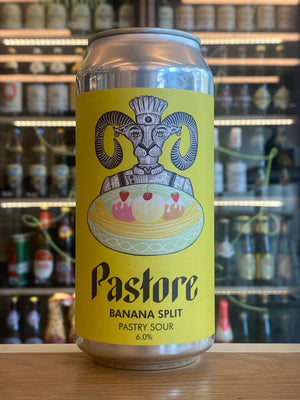 Pastore
BANANA SPLIT
PASTRY SOUR
6.0%